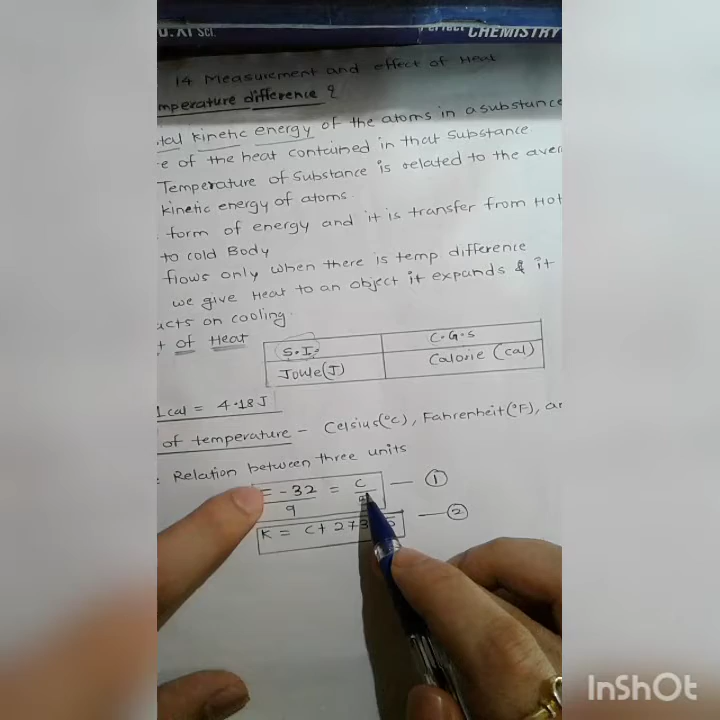 XI Sci.
CHEMISTRY
14 Measurement and effect of Heat
mperature difference
tal kinetic energy of the atoms in a substance
e of the heat contained in that substance
Temperature of substance is related to the aver
kinetic energy of atoms.
form of energy and it is transfer from Hot
to cold Body
flows only when there is temp difference
we give Heat to an object it expands & it
acts on cooling.
t of Heat
S.I. C.G.S
Joule(J) Calorie (cal)
1 cal = 4.18J
of temperature - Celsius(°C), Fahrenheit(°F), an
Relation between three units
- 32 / 9 = C — 1
K = C + 273 — 2
InShOt